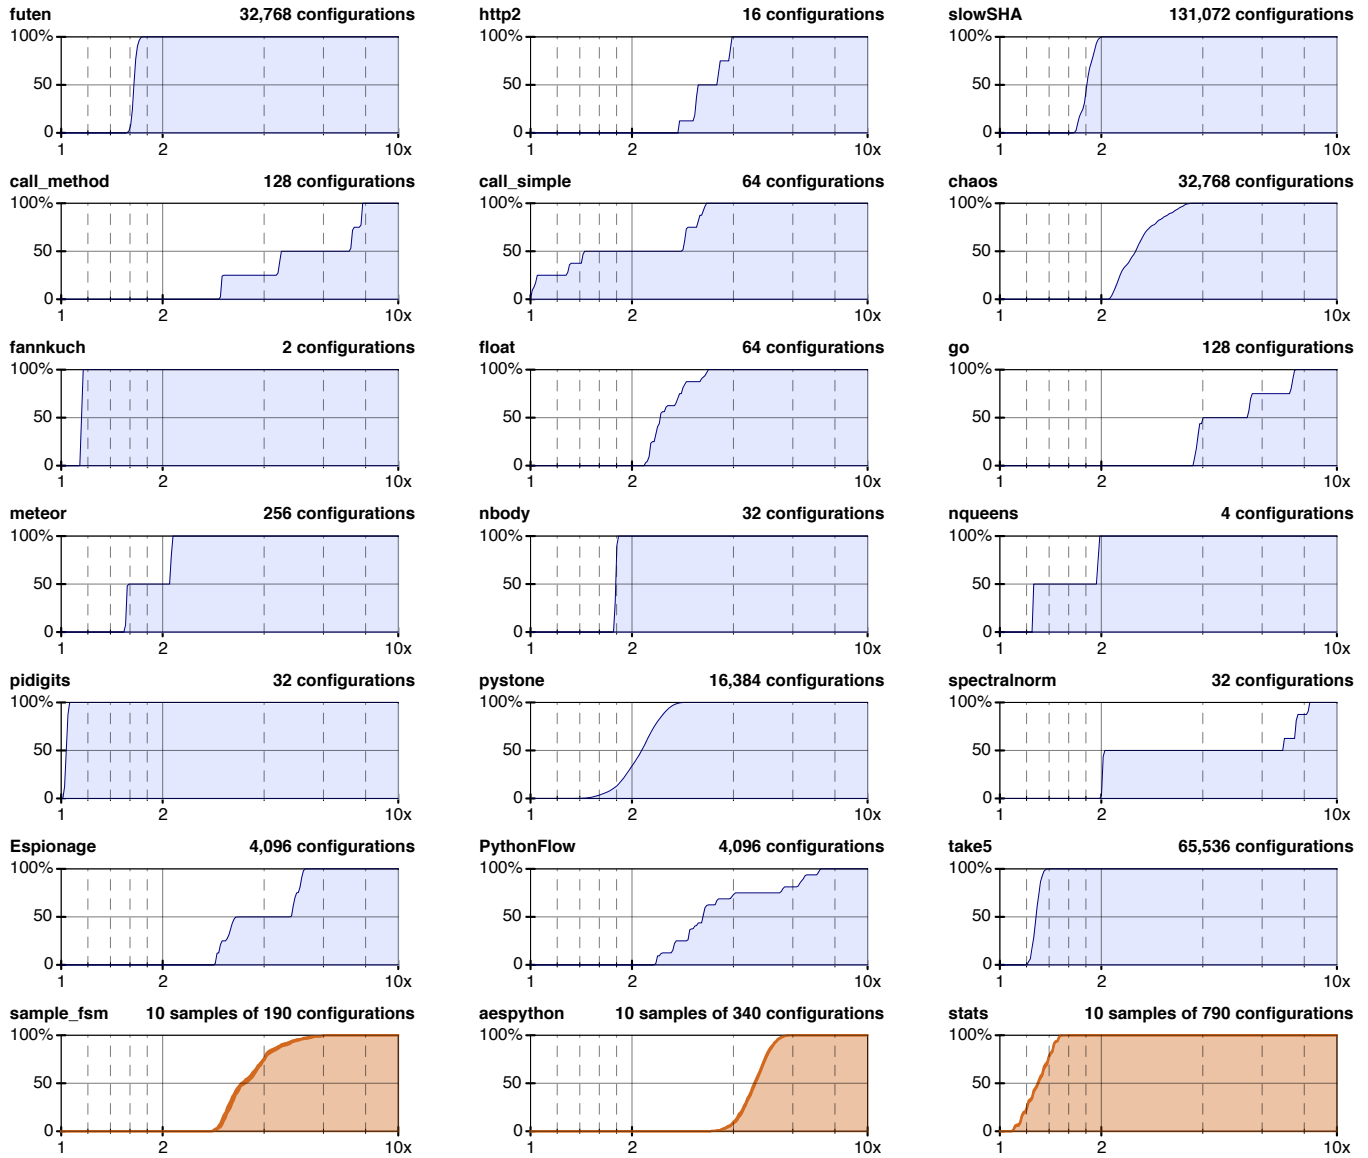 futen 32,768 configurations http2 16 configurations slowSHA 131,072 configurations
100% 100% 100%
50 50 50
0 0 0
1 2 10x 1 2 10x 1 2 10x
call_method 128 configurations call_simple 64 configurations chaos 32,768 configurations
100% 100% 100%
50 50 50
0 0 0
1 2 10x 1 2 10x 1 2 10x
fannkuch 2 configurations float 64 configurations go 128 configurations
100% 100% 100%
50 50 50
0 0 0
1 2 10x 1 2 10x 1 2 10x
meteor 256 configurations nbody 32 configurations nqueens 4 configurations
100% 100% 100%
50 50 50
0 0 0
1 2 10x 1 2 10x 1 2 10x
pidigits 32 configurations pystone 16,384 configurations spectralnorm 32 configurations
100% 100% 100%
50 50 50
0 0 0
1 2 10x 1 2 10x 1 2 10x
Espionage 4,096 configurations PythonFlow 4,096 configurations take5 65,536 configurations
100% 100% 100%
50 50 50
0 0 0
1 2 10x 1 2 10x 1 2 10x
sample_fsm 10 samples of 190 configurations aespython 10 samples of 340 configurations stats 10 samples of 790 configurations
100% 100% 100%
50 50 50
0 0 0
1 2 10x 1 2 10x 1 2 10x